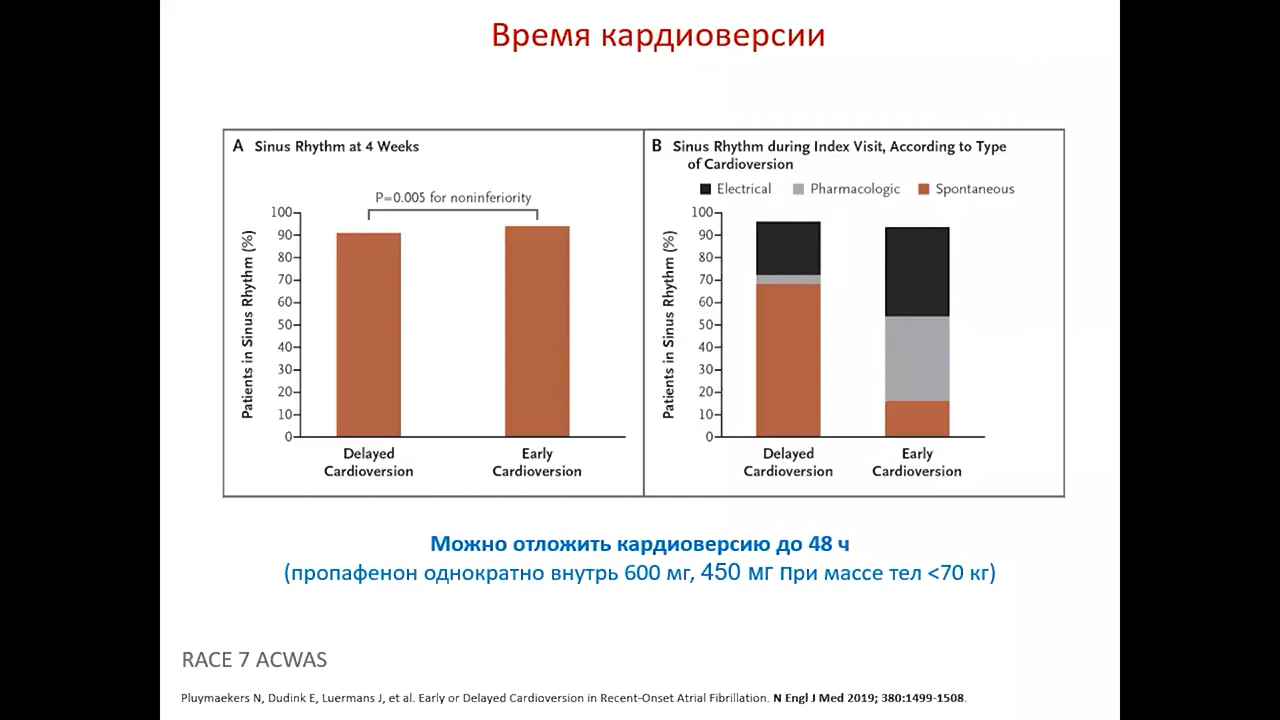 Время кардиоверсии
A Sinus Rhythm at 4 Weeks
P=0.005 for noninferiority
Patients in Sinus Rhythm (%)
100
90
80
70
60
50
40
30
20
10
0
Delayed
Cardioversion
Early
Cardioversion
B Sinus Rhythm during Index Visit, According to Type
of Cardioversion
Electrical Pharmacologic Spontaneous
Patients in Sinus Rhythm (%)
100
90
80
70
60
50
40
30
20
10
0
Delayed
Cardioversion
Early
Cardioversion
Можно отложить кардиоверсию до 48 ч
(пропафенон однократно внутрь 600 мг, 450 мг При массе тел <70 кг)
RACE 7 ACWAS
Pluymaekers N, Dudink E, Luermans J, et al. Early or Delayed Cardioversion in Recent-Onset Atrial Fibrillation. N Engl J Med 2019; 380:1499-1508.